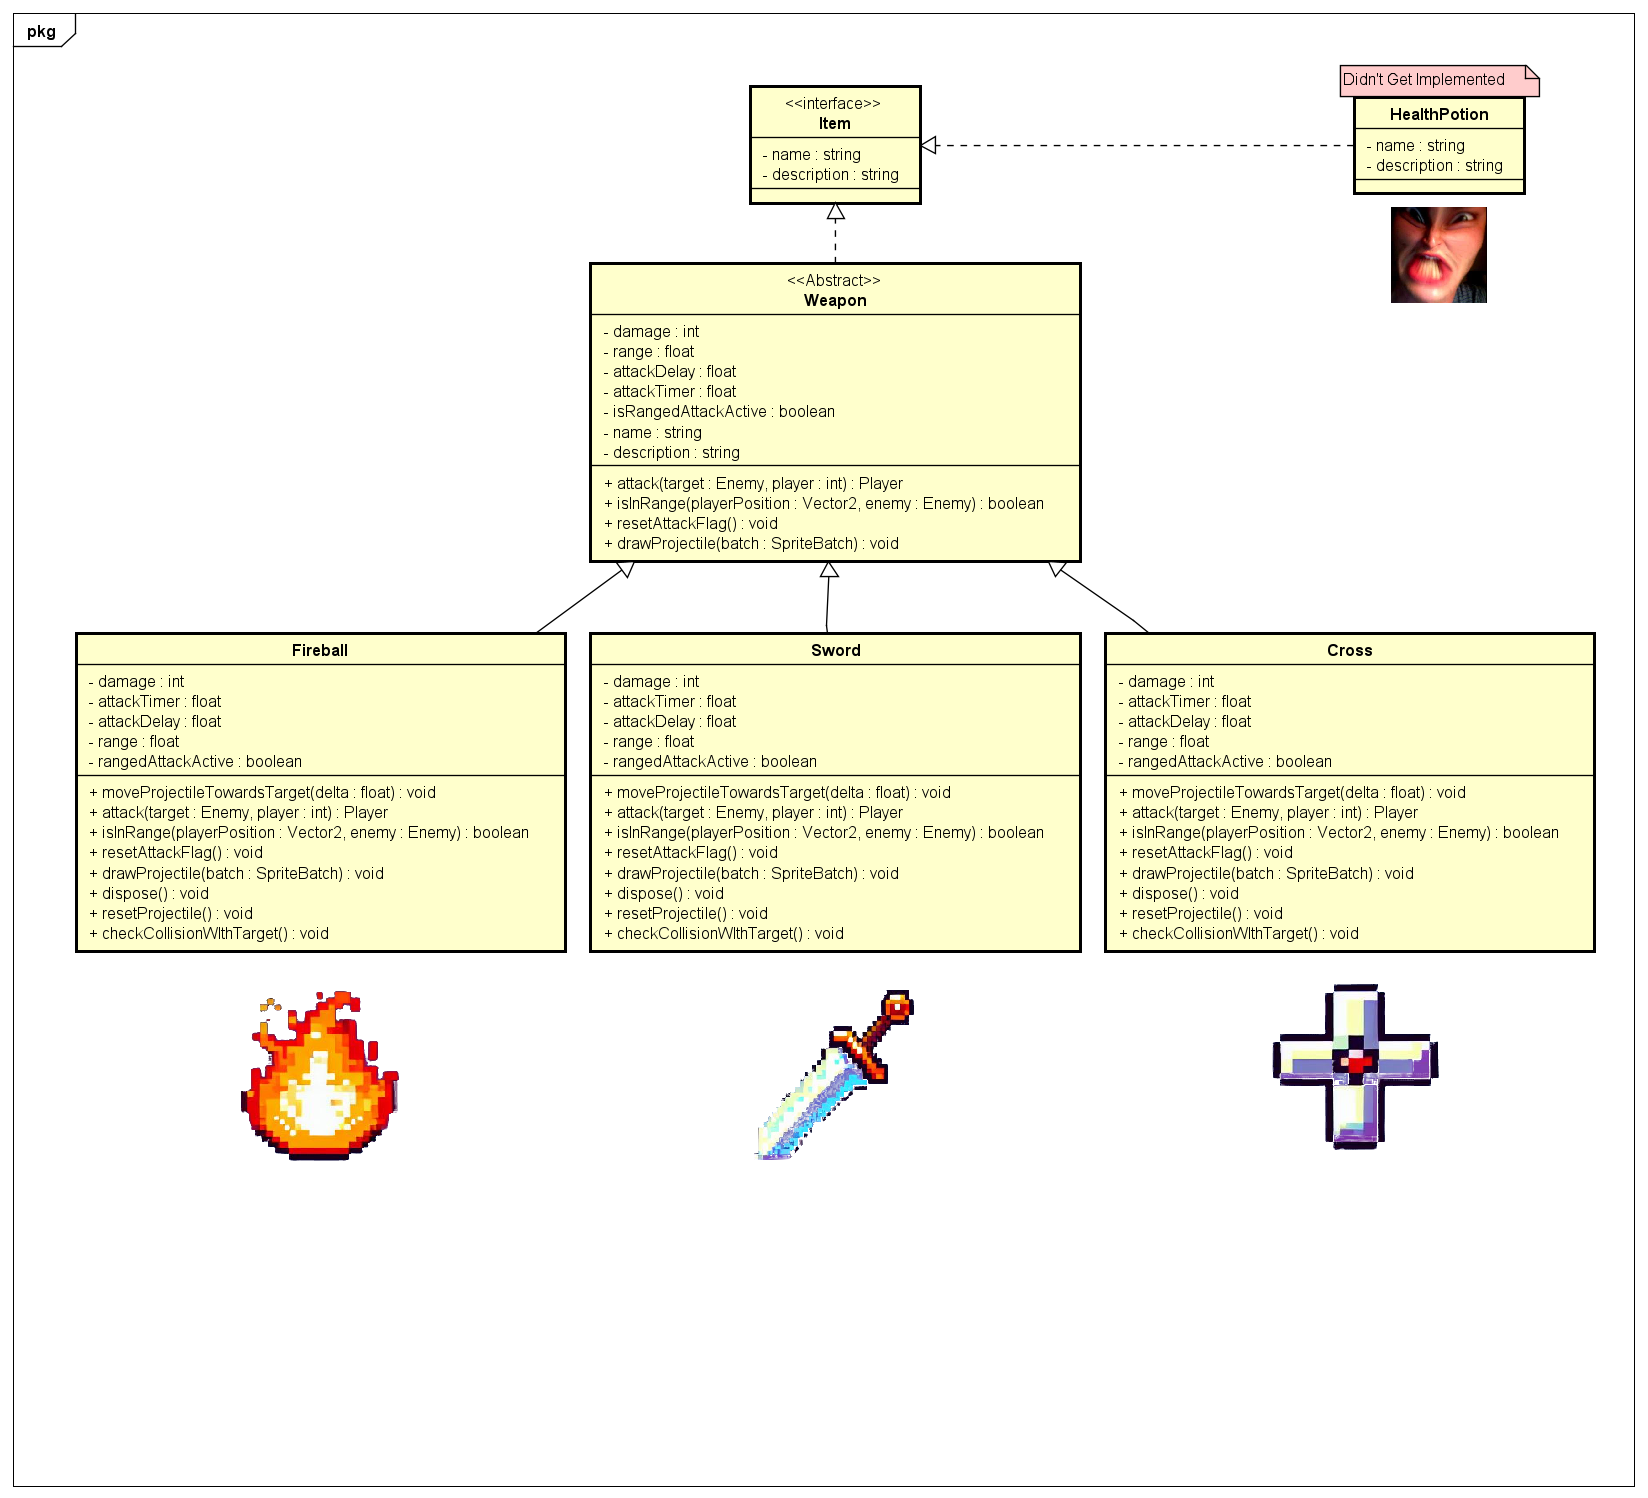 pkg
Didn't Get Implemented
<<interface>>
Item
- name : string
- description : string
HealthPotion
- name : string
- description : string
<<Abstract>>
Weapon
- damage : int
- range : float
- attackDelay : float
- attackTimer : float
- isRangedAttackActive : boolean
- name : string
- description : string
+ attack(target : Enemy, player : int) : Player
+ isInRange(playerPosition : Vector2, enemy : Enemy) : boolean
+ resetAttackFlag() : void
+ drawProjectile(batch : SpriteBatch) : void
Fireball
- damage : int
- attackTimer : float
- attackDelay : float
- range : float
- rangedAttackActive : boolean
+ moveProjectileTowardsTarget(delta : float) : void
+ attack(target : Enemy, player : int) : Player
+ isInRange(playerPosition : Vector2, enemy : Enemy) : boolean
+ resetAttackFlag() : void
+ drawProjectile(batch : SpriteBatch) : void
+ dispose() : void
+ resetProjectile() : void
+ checkCollisionWIthTarget() : void
Sword
- damage : int
- attackTimer : float
- attackDelay : float
- range : float
- rangedAttackActive : boolean
+ moveProjectileTowardsTarget(delta : float) : void
+ attack(target : Enemy, player : int) : Player
+ isInRange(playerPosition : Vector2, enemy : Enemy) : boolean
+ resetAttackFlag() : void
+ drawProjectile(batch : SpriteBatch) : void
+ dispose() : void
+ resetProjectile() : void
+ checkCollisionWIthTarget() : void
Cross
- damage : int
- attackTimer : float
- attackDelay : float
- range : float
- rangedAttackActive : boolean
+ moveProjectileTowardsTarget(delta : float) : void
+ attack(target : Enemy, player : int) : Player
+ isInRange(playerPosition : Vector2, enemy : Enemy) : boolean
+ resetAttackFlag() : void
+ drawProjectile(batch : SpriteBatch) : void
+ dispose() : void
+ resetProjectile() : void
+ checkCollisionWIthTarget() : void